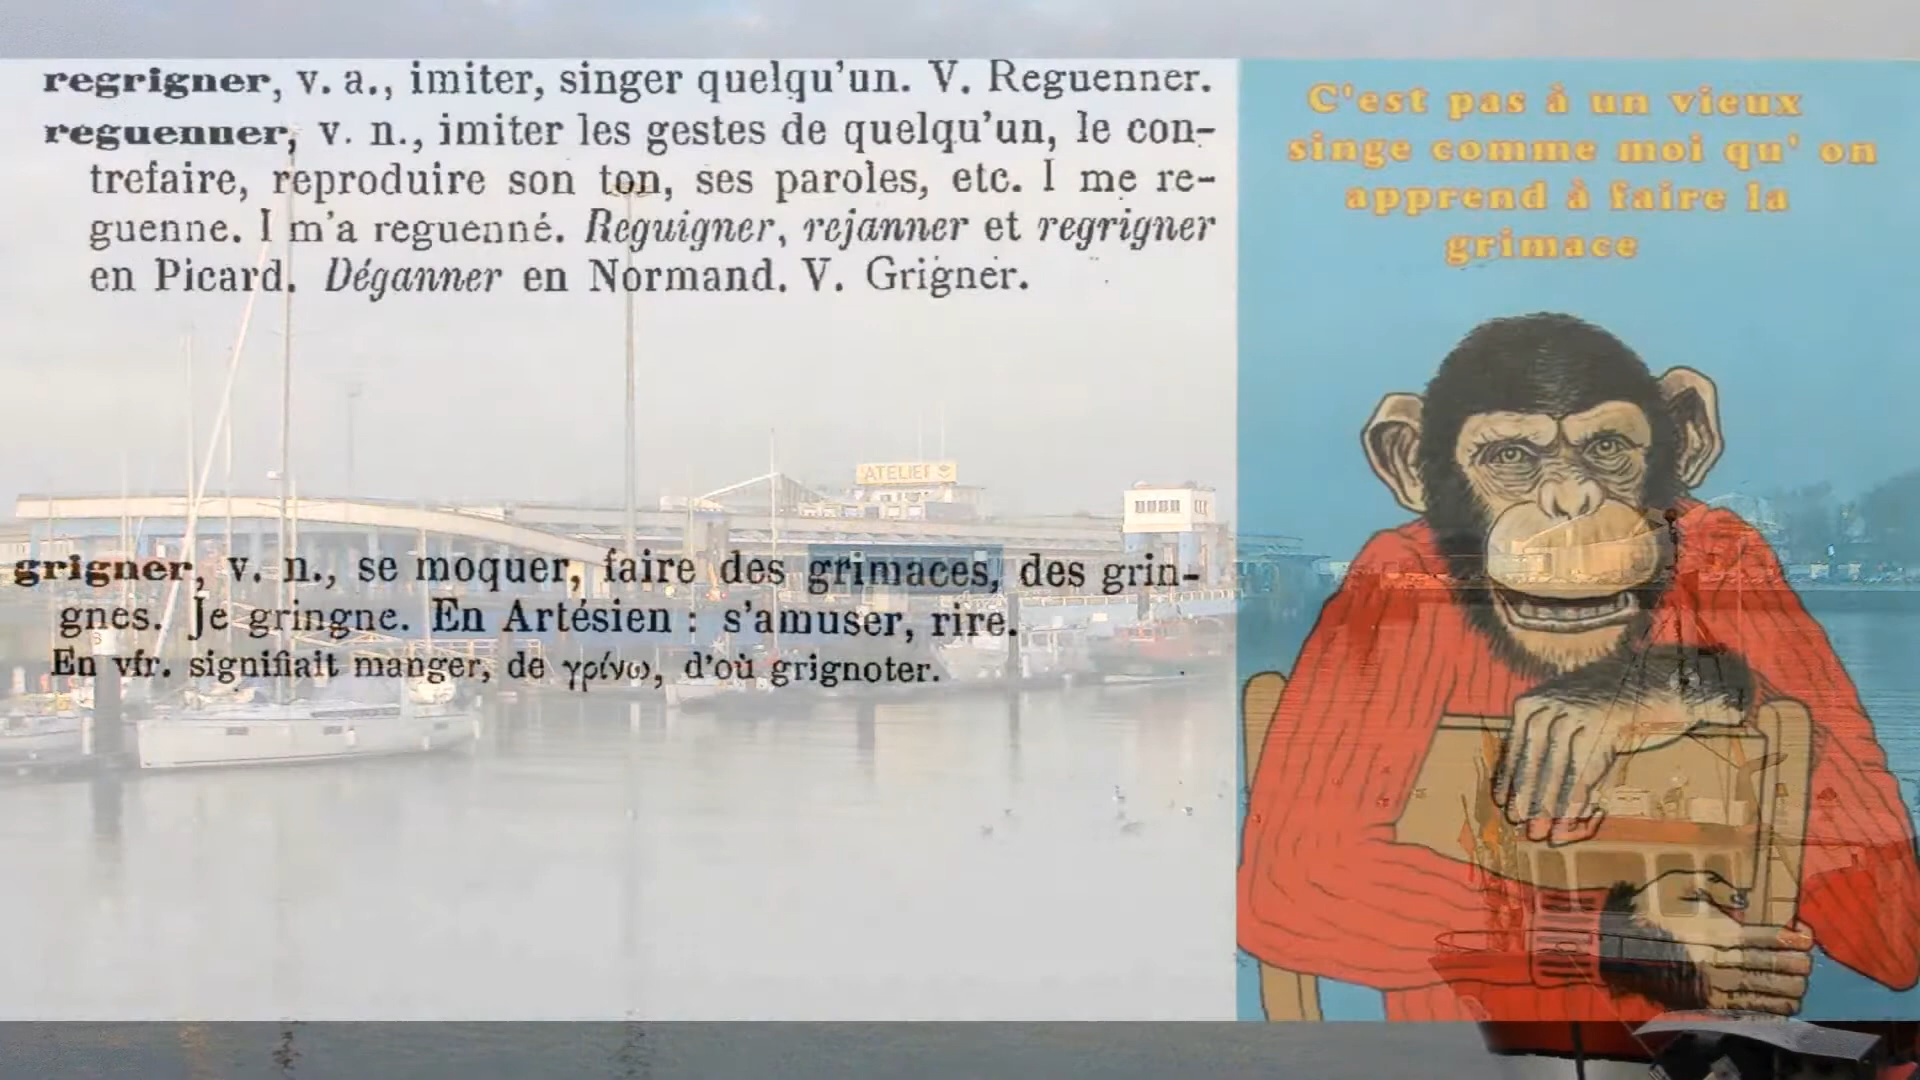 regrigner, v. a., imiter, singer quelqu'un. V. Reguenner.
reguenner, v. n., imiter les gestes de quelqu'un, le con-
trefaire, reproduire son ton, ses paroles, etc. I me re-
guenne. I m'a reguenné. Reguigner, rejanner et regrigner
en Picard. Déganner en Normand. V. Grigner.
grigner, v. n., se moquer, faire des grimaces, des grin-
gnes. Je gringne. En Artésien : s'amuser, rire.
En vfr. signifiait manger, de γρίνω, d'où grignoter.
ATELIER
C'est pas à un vieux
singe comme moi qu' on
apprend à faire la
grimace